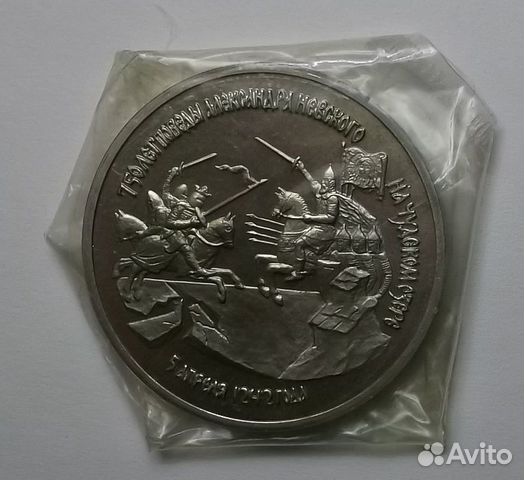 750 ЛЕТ ПОБЕДЫ АЛЕКСАНДРА НЕВСКОГО
НА ЧУДСКОМ ОЗЕРЕ
5 АПРЕЛЯ 1242 ГОДА
Avito